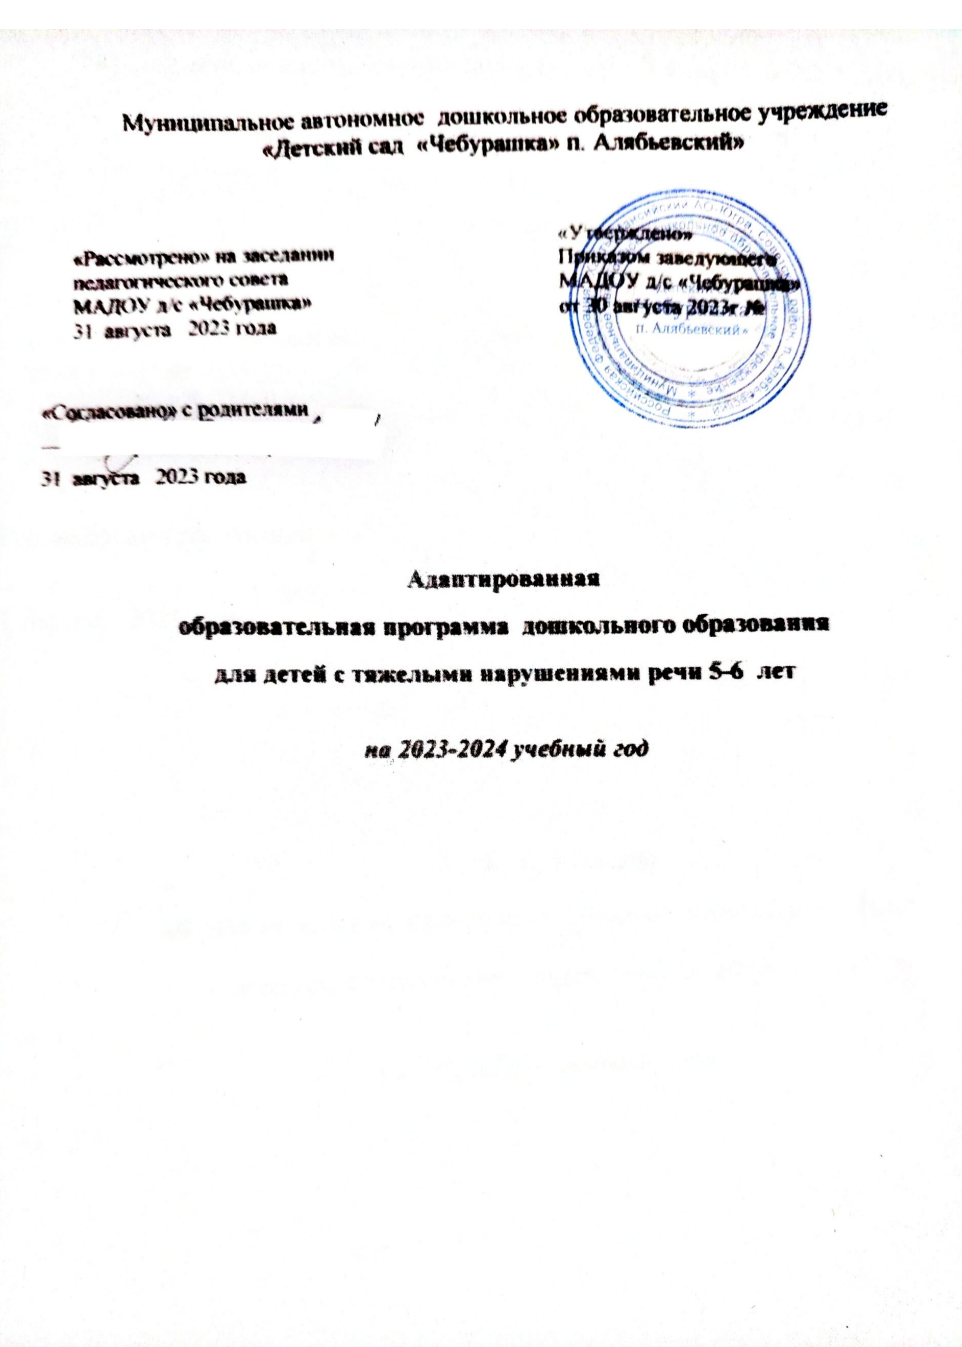 Муниципальное автономное дошкольное образовательное учреждение
«Детский сад «Чебурашка» п. Алябьевский»
«Рассмотрено» на заседании
педагогического совета
МАДОУ д/с «Чебурашка»
31 августа 2023 года
«Утверждено»
Приказом заведующего
МАДОУ д/с «Чебурашка»
от 30 августа 2023г №
п. Алябьевский»
«Согласовано» с родителями
31 августа 2023 года
Адаптированная
образовательная программа дошкольного образования
для детей с тяжелыми нарушениями речи 5-6 лет
на 2023-2024 учебный год